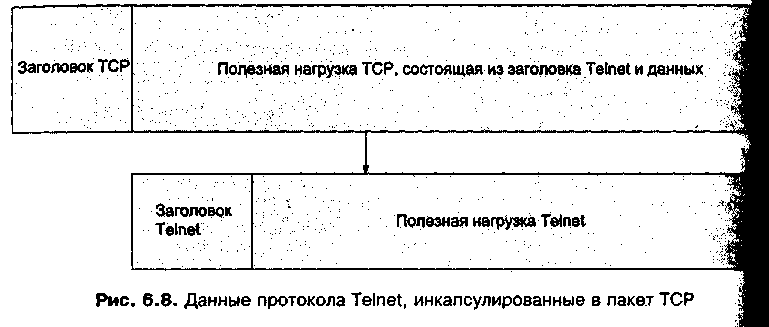 Заголовок TCP
Полезная нагрузка TCP, состоящая из заголовка Telnet и данных
Заголовок
Telnet
Полезная нагрузка Telnet
Рис. 6.8. Данные протокола Telnet, инкапсулированные в пакет TCP